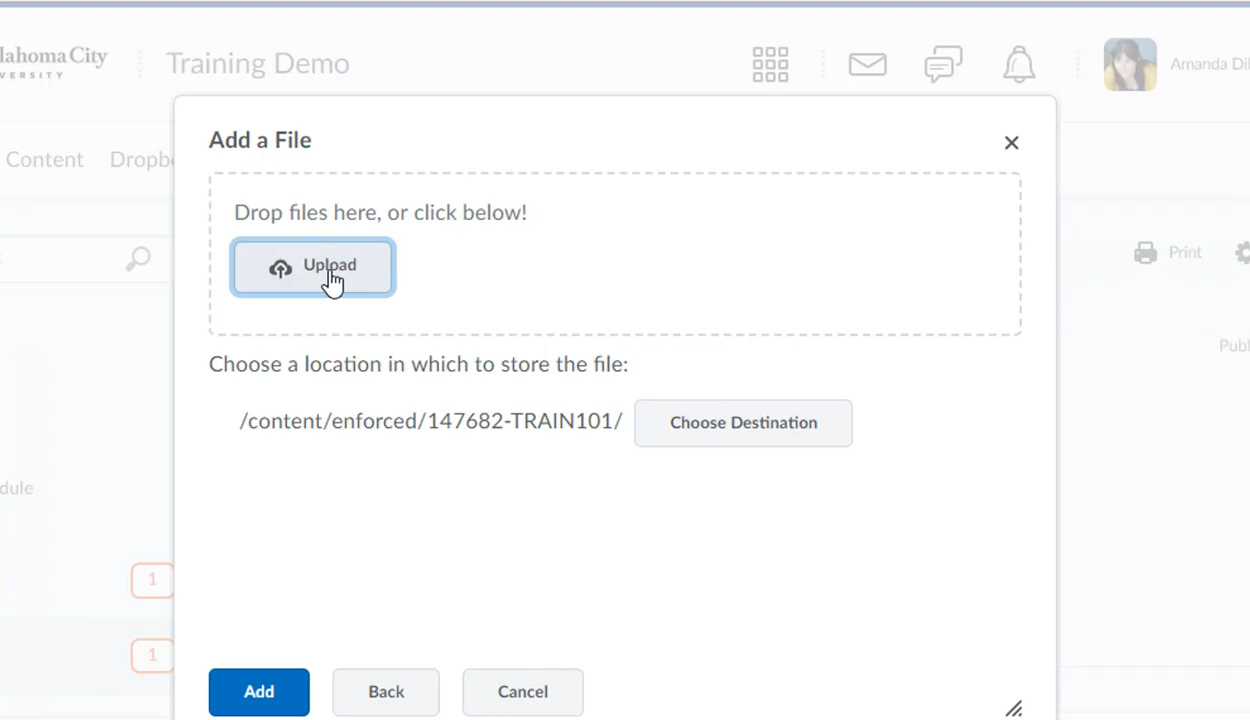 lahoma City
VERSITY
Training Demo
Amanda Dil
Content
Dropb
Add a File
Drop files here, or click below!
Upload
Print
Choose a location in which to store the file:
Publ
/content/enforced/147682-TRAIN101/
Choose Destination
dule
1
1
Add
Back
Cancel